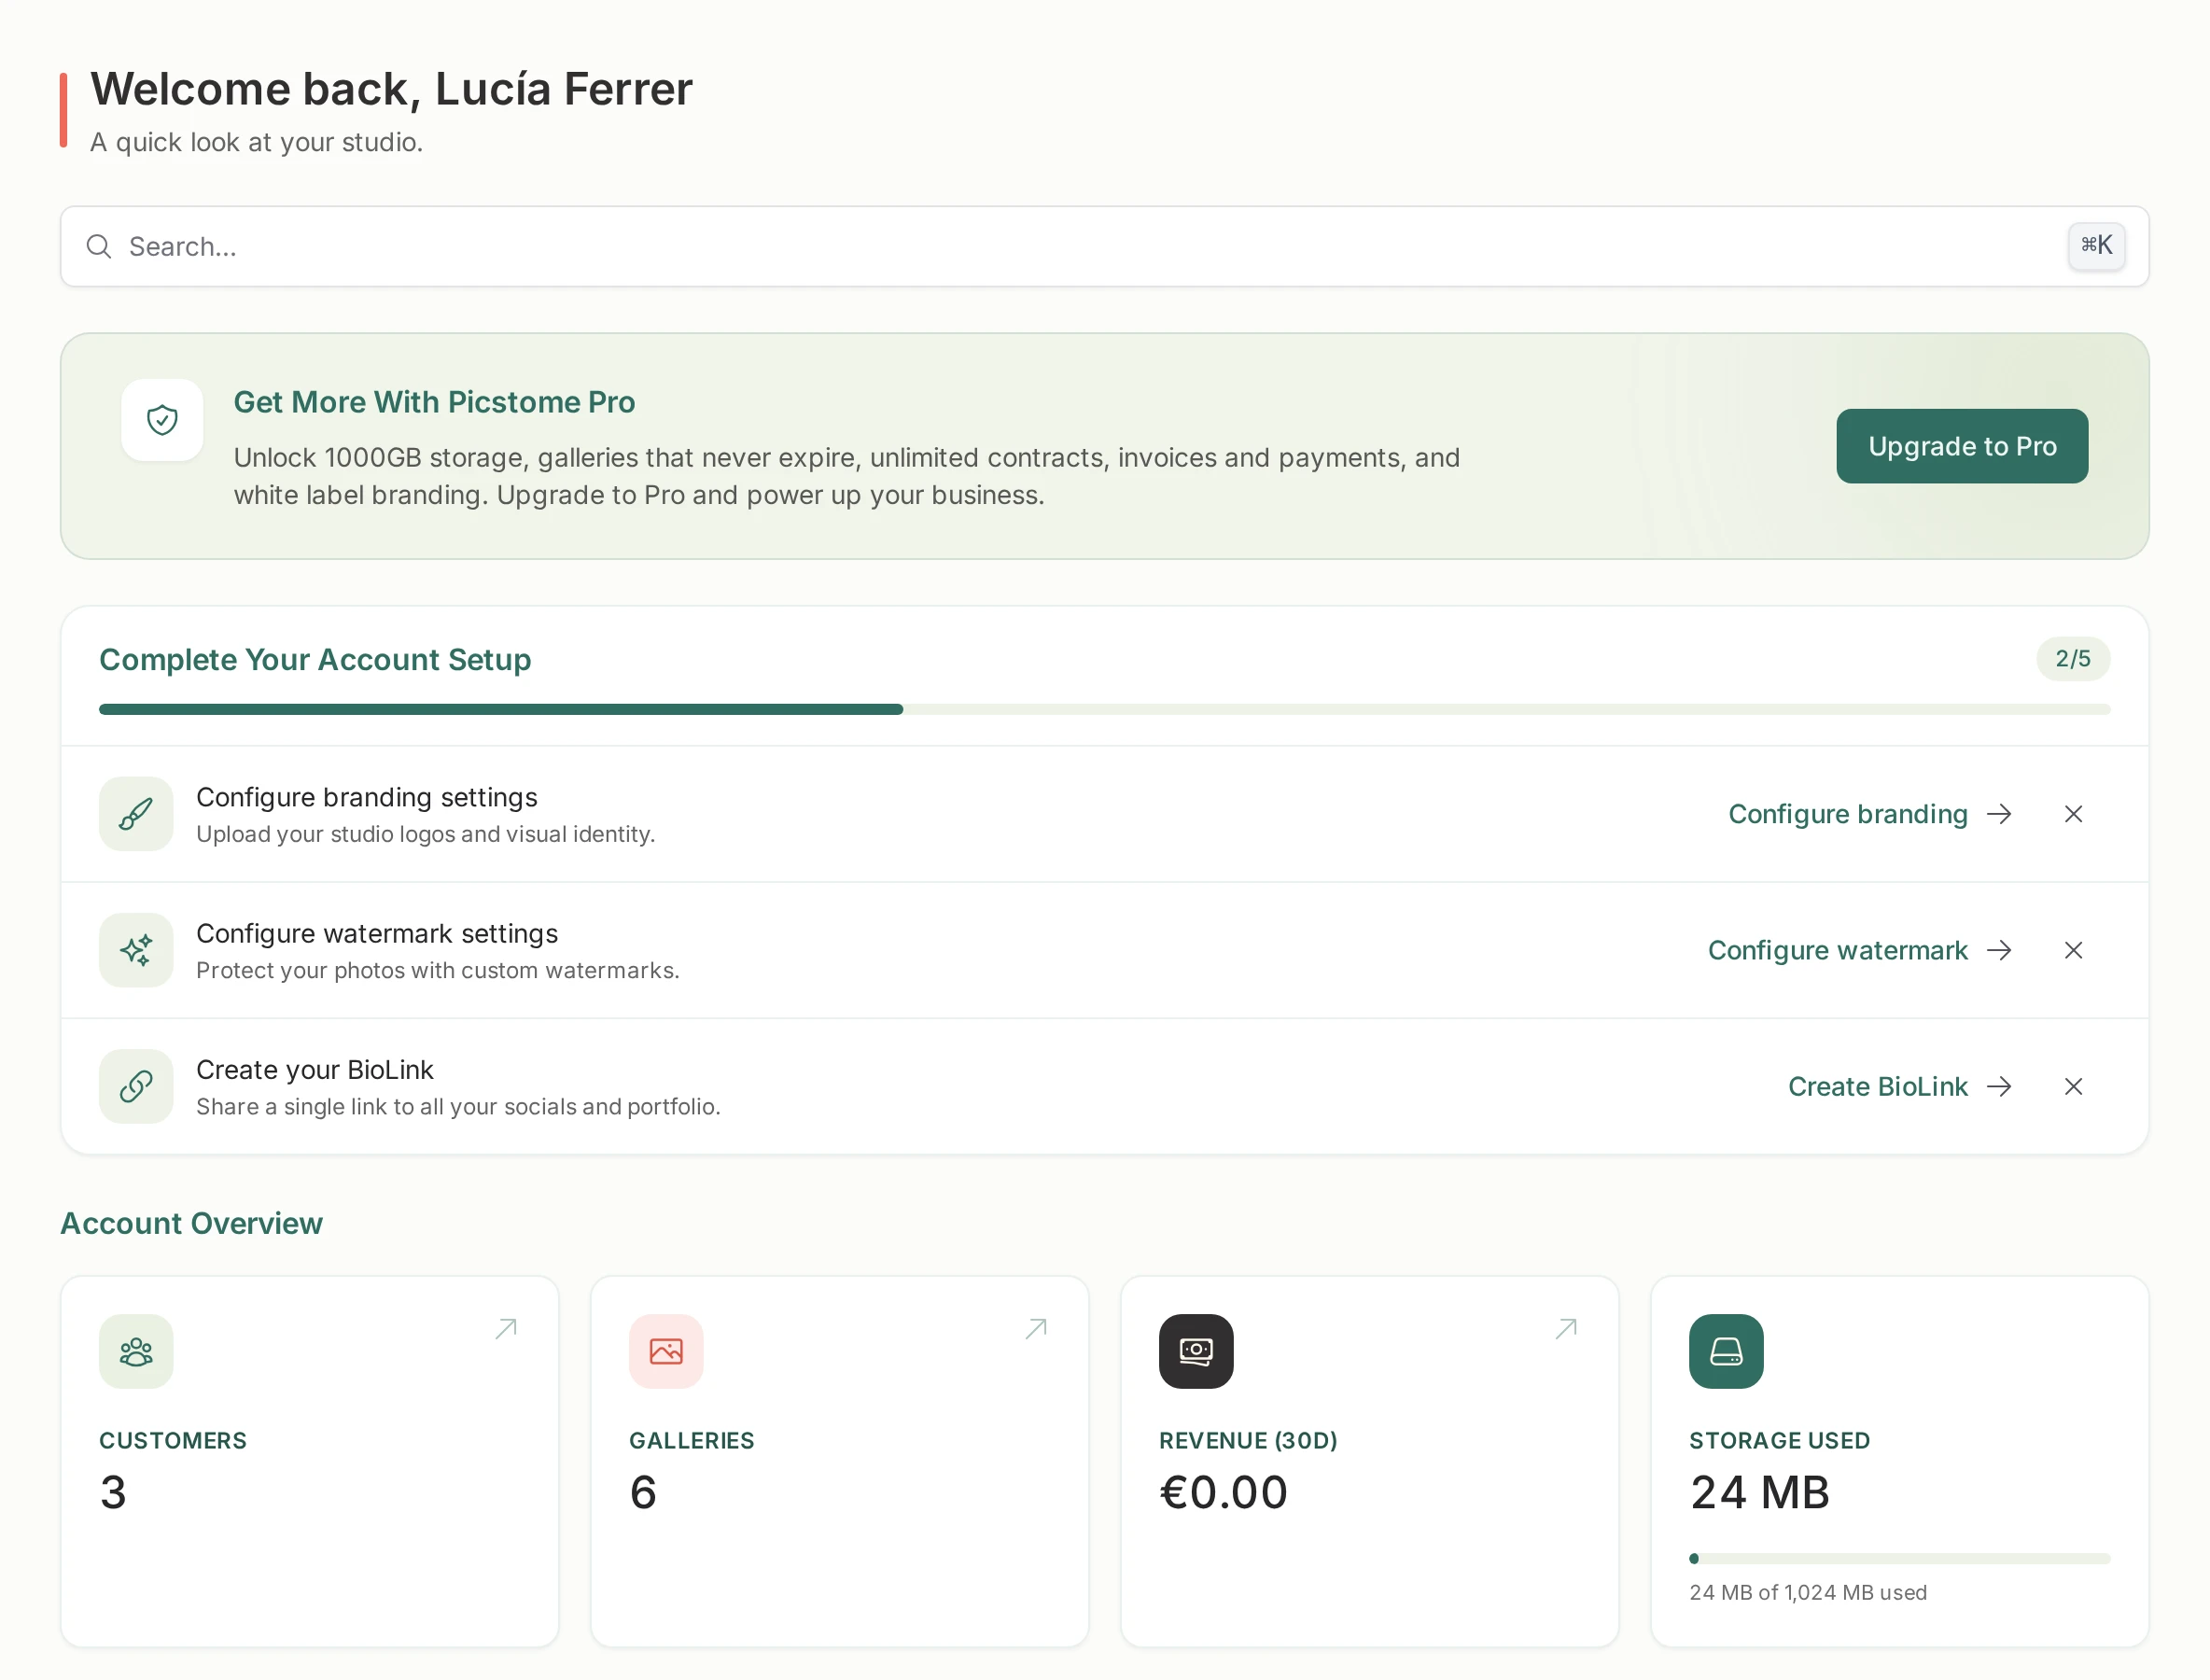 Welcome back, Lucía Ferrer
A quick look at your studio.
Search...
⌘K
Get More With Picstome Pro
Unlock 1000GB storage, galleries that never expire, unlimited contracts, invoices and payments, and
white label branding. Upgrade to Pro and power up your business.
Upgrade to Pro
Complete Your Account Setup
2/5
Configure branding settings
Upload your studio logos and visual identity.
Configure branding
Configure watermark settings
Protect your photos with custom watermarks.
Configure watermark
Create your BioLink
Share a single link to all your socials and portfolio.
Create BioLink
Account Overview
CUSTOMERS
3
GALLERIES
6
REVENUE (30D)
€0.00
STORAGE USED
24 MB
24 MB of 1,024 MB used